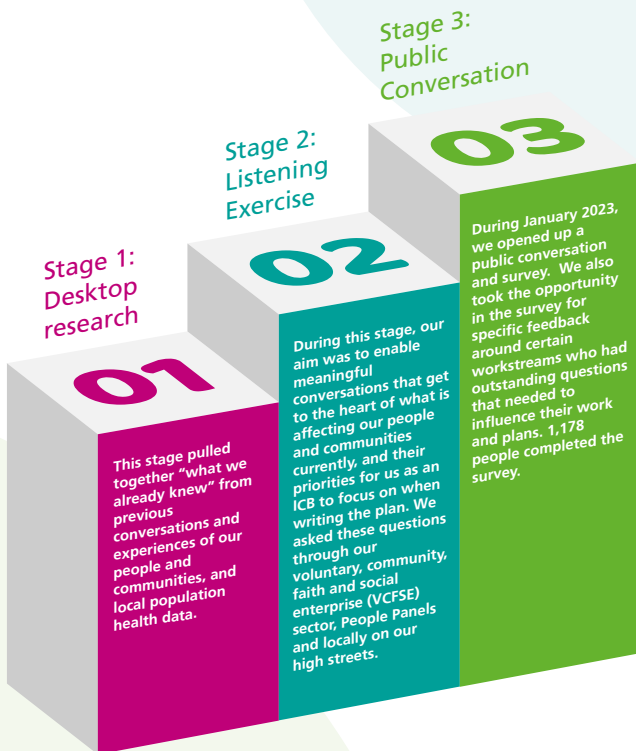 Stage 1:
Desktop
research
01
This stage pulled
together “what we
already knew” from
previous
conversations and
experiences of our
people and
communities, and
local population
health data.
Stage 2:
Listening
Exercise
02
During this stage, our
aim was to enable
meaningful
conversations that get
to the heart of what is
affecting our people
and communities
currently, and their
priorities for us as an
ICB to focus on when
writing the plan. We
asked these questions
through our
voluntary, community,
faith and social
enterprise (VCFSE)
sector, People Panels
and locally on our
high streets.
Stage 3:
Public
Conversation
03
During January 2023,
we opened up a
public conversation
and survey.  We also
took the opportunity
in the survey for
specific feedback
around certain
workstreams who had
outstanding questions
that needed to
influence their work
and plans. 1,178
people completed the
survey.